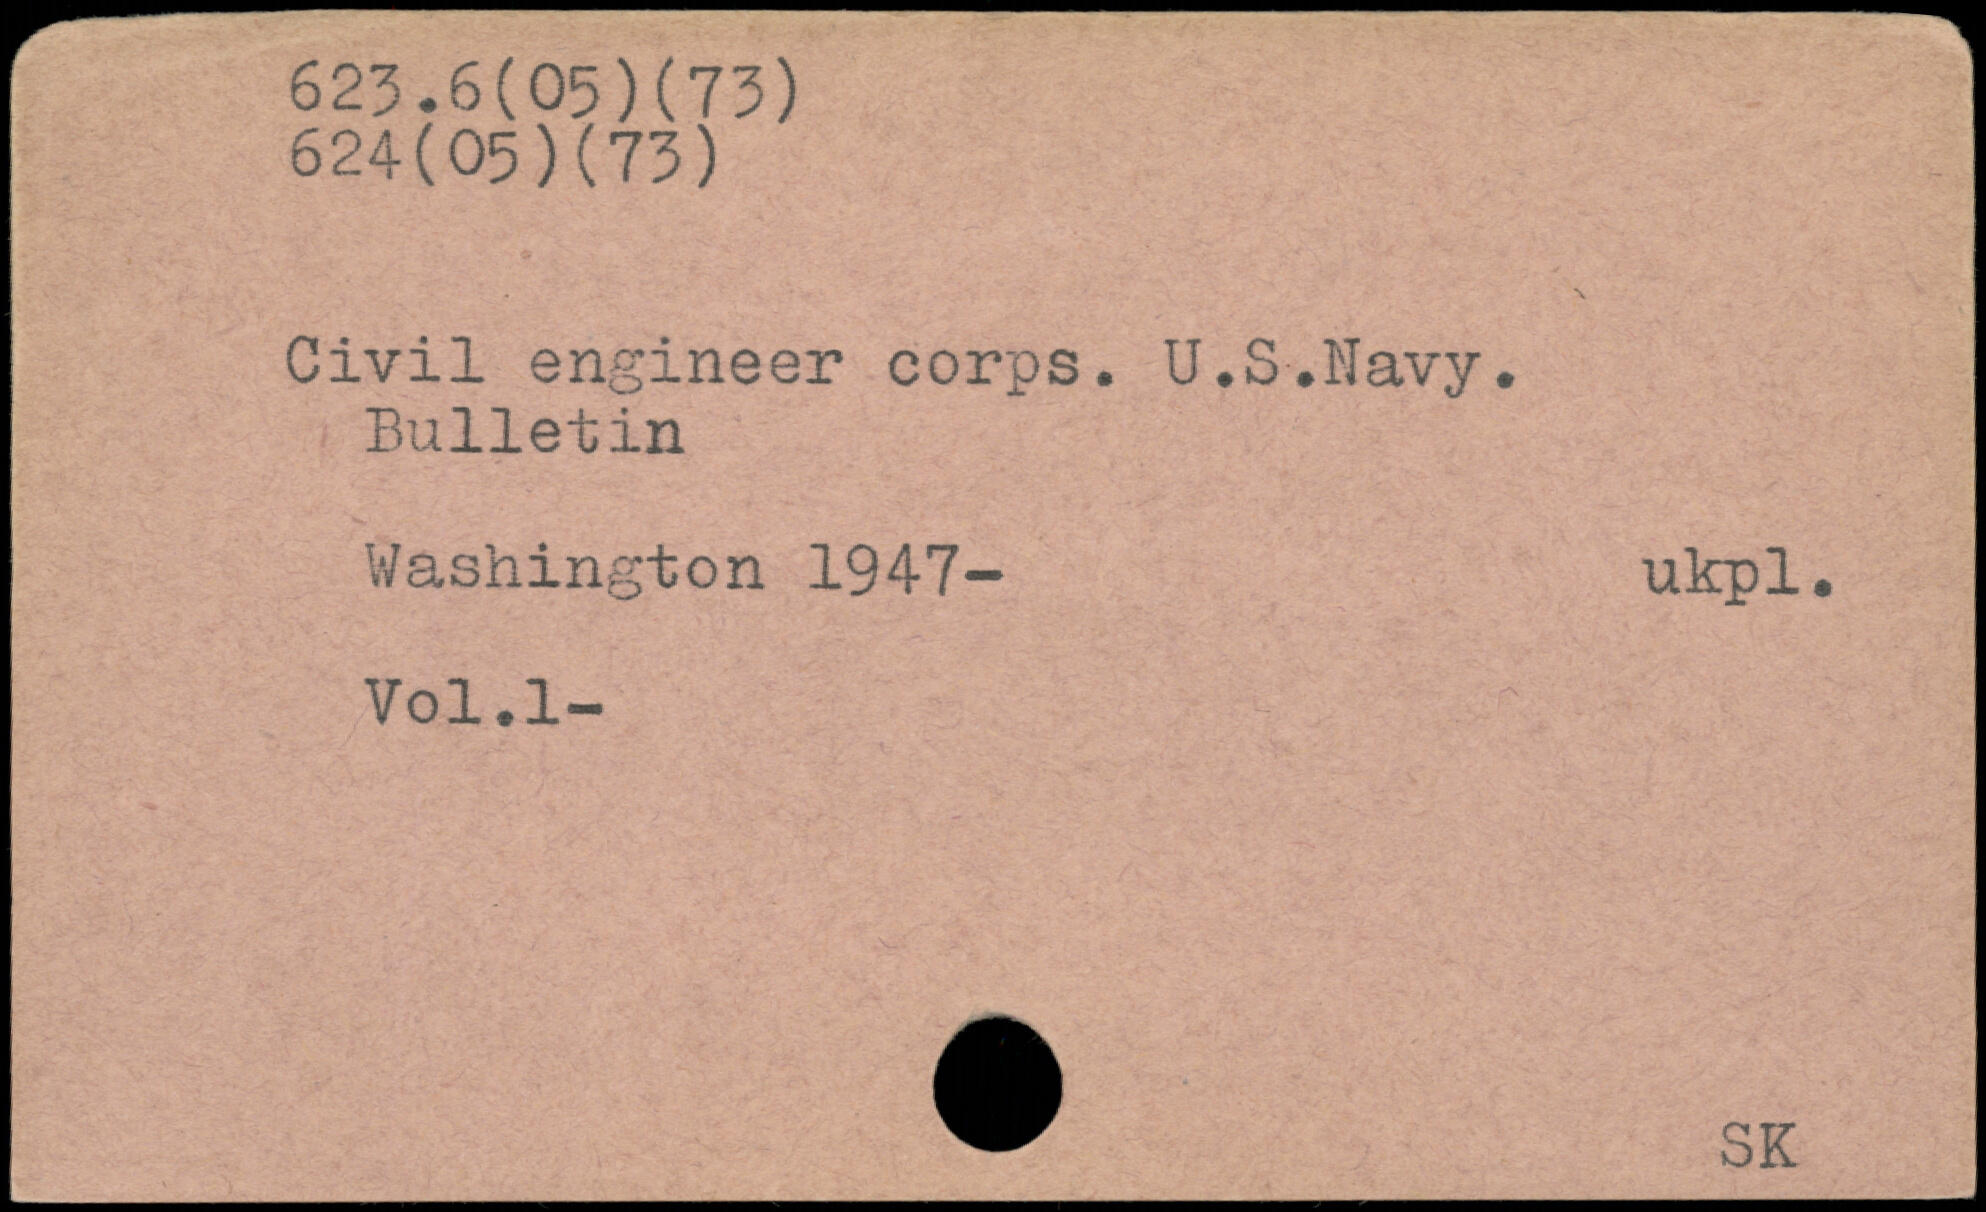 623.6(05)(73)
624(05)(73)
Civil engineer corps. U.S.Navy.
Bulletin
Washington 1947- ukpl.
Vol.1-
SK